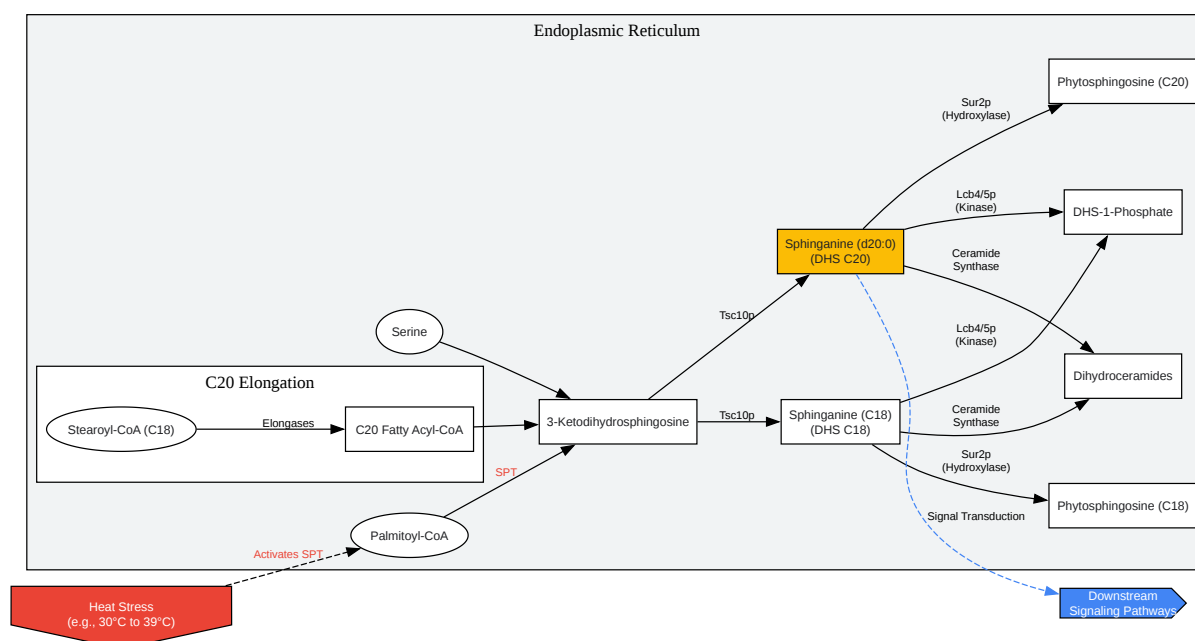 Endoplasmic Reticulum
Phytosphingosine (C20)
Sur2p
(Hydroxylase)
Lcb4/5p
(Kinase)
DHS-1-Phosphate
Sphinganine (d20:0)
(DHS C20)
Ceramide
Synthase
Tsc10p
Serine
Lcb4/5p
(Kinase)
Dihydroceramides
C20 Elongation
Stearoyl-CoA (C18)
Elongases
C20 Fatty Acyl-CoA
3-Ketodihydrosphingosine
Tsc10p
Sphinganine (C18)
(DHS C18)
Ceramide
Synthase
Sur2p
(Hydroxylase)
SPT
Phytosphingosine (C18)
Signal Transduction
Palmitoyl-CoA
Activates SPT
Heat Stress
(e.g., 30°C to 39°C)
Downstream
Signaling Pathways